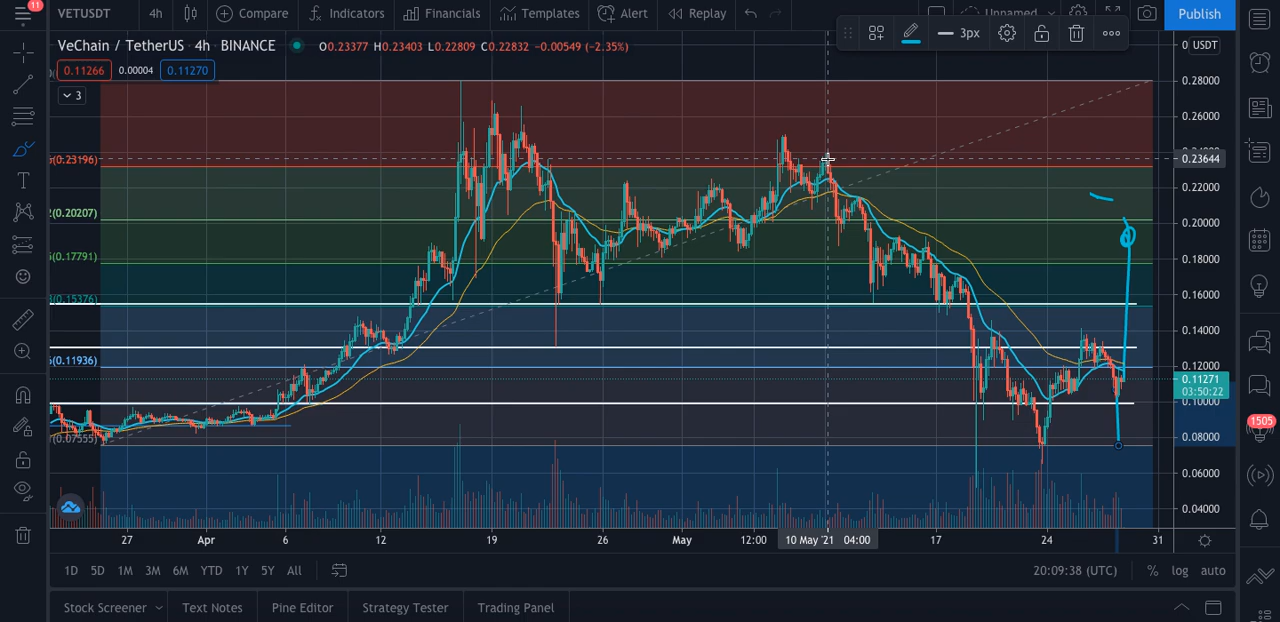 11
VETUSDT
4h
Compare
Indicators
Financials
Templates
Alert
Replay
Unnamed
Publish
3px
VeChain / TetherUS · 4h · BINANCE
O0.23377 H0.23403 L0.22809 C0.22832 −0.00549 (−2.35%)
USDT
0.11266 0.00004 0.11270
3
0.28000
0.26000
0.23644
0.22000
0.20000
0.18000
0.16000
0.14000
0.12000
0.11271
03:50:22
0.10000
0.08000
0.06000
0.04000
(0.23196)
(0.20207)
(0.17791)
(0.15376)
(0.11936)
(0.07555)
1505
27 Apr 6 12 19 26 May 12:00 10 May '21 04:00 17 24 31
1D 5D 1M 3M 6M YTD 1Y 5Y All
20:09:38 (UTC) % log auto
Stock Screener Text Notes Pine Editor Strategy Tester Trading Panel